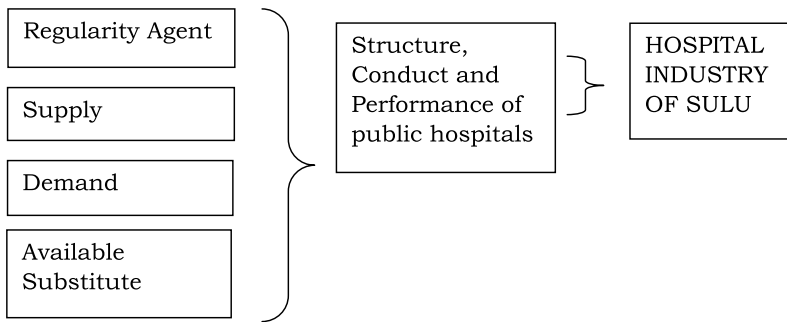 Regularity Agent
Supply
Demand
Available
Substitute
Structure,
Conduct and
Performance of
public hospitals
HOSPITAL
INDUSTRY
OF SULU